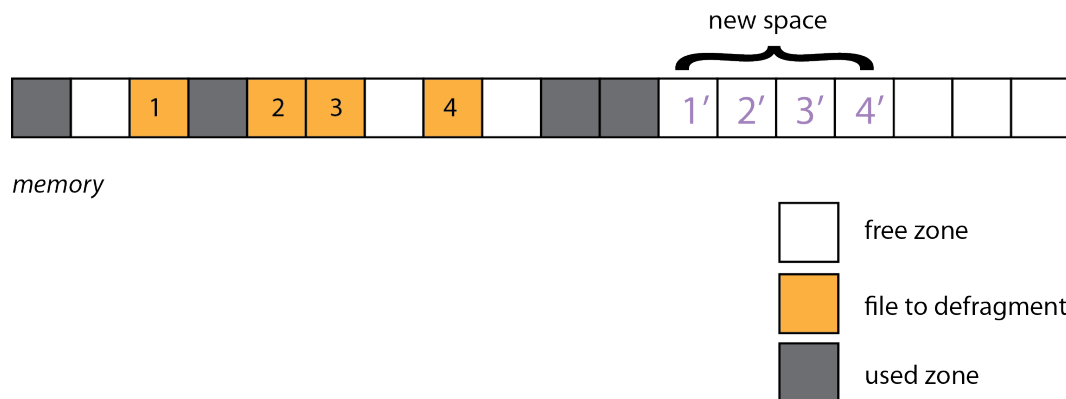 new space
1 2 3 4 1′ 2′ 3′ 4′
memory
free zone
file to defragment
used zone